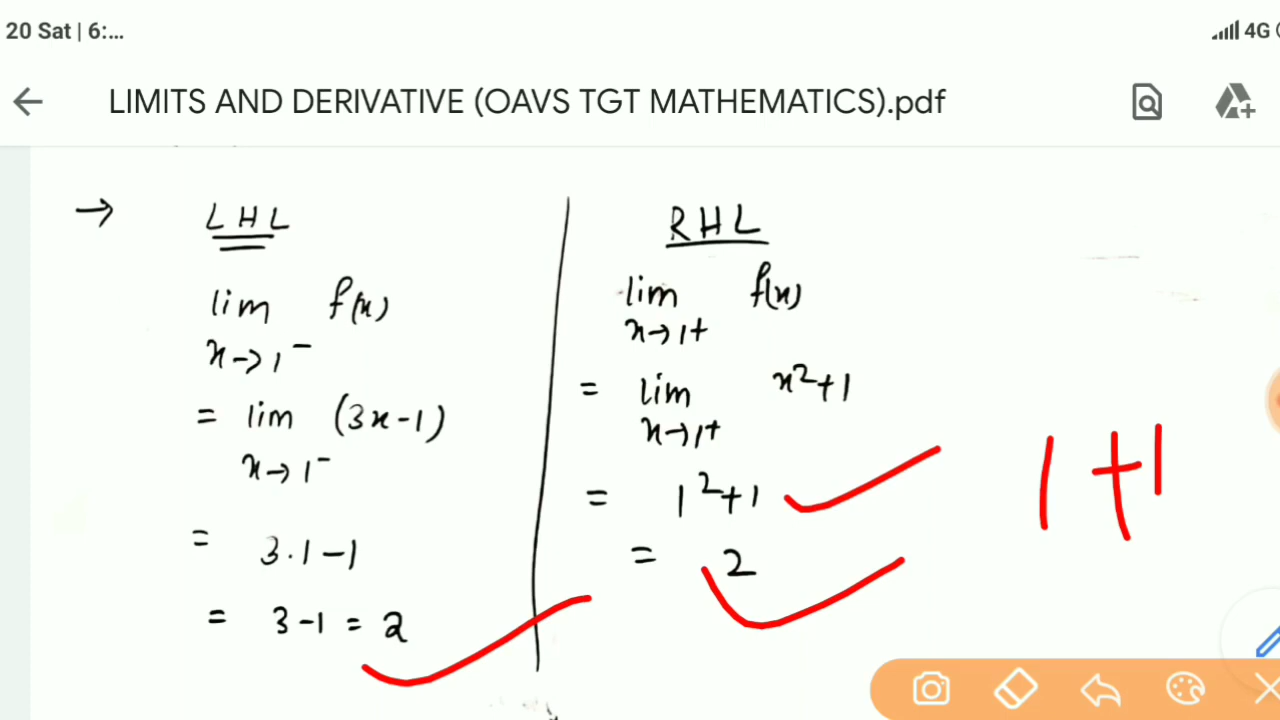 20 Sat | 6:...
4G
LIMITS AND DERIVATIVE (OAVS TGT MATHEMATICS).pdf
→ LHL
lim f(x)
x→1⁻
= lim (3x-1)
x→1⁻
= 3.1-1
= 3-1 = 2
RHL
lim f(x)
x→1+
= lim x²+1
x→1+
= 1²+1
= 2
1+1